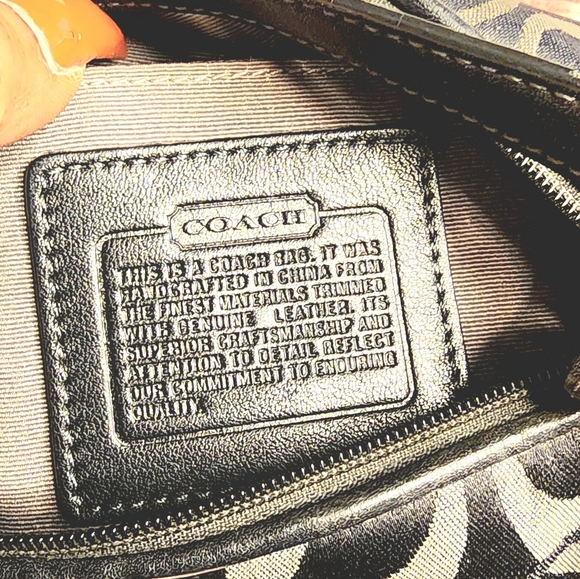 COACH
THIS IS A COACH BAG. IT WAS
HANDCRAFTED IN CHINA FROM
THE FINEST MATERIALS TRIMMED
WITH GENUINE LEATHER. ITS
SUPERIOR CRAFTSMANSHIP AND
ATTENTION TO DETAIL REFLECT
OUR COMMITMENT TO ENDURING
QUALITY.